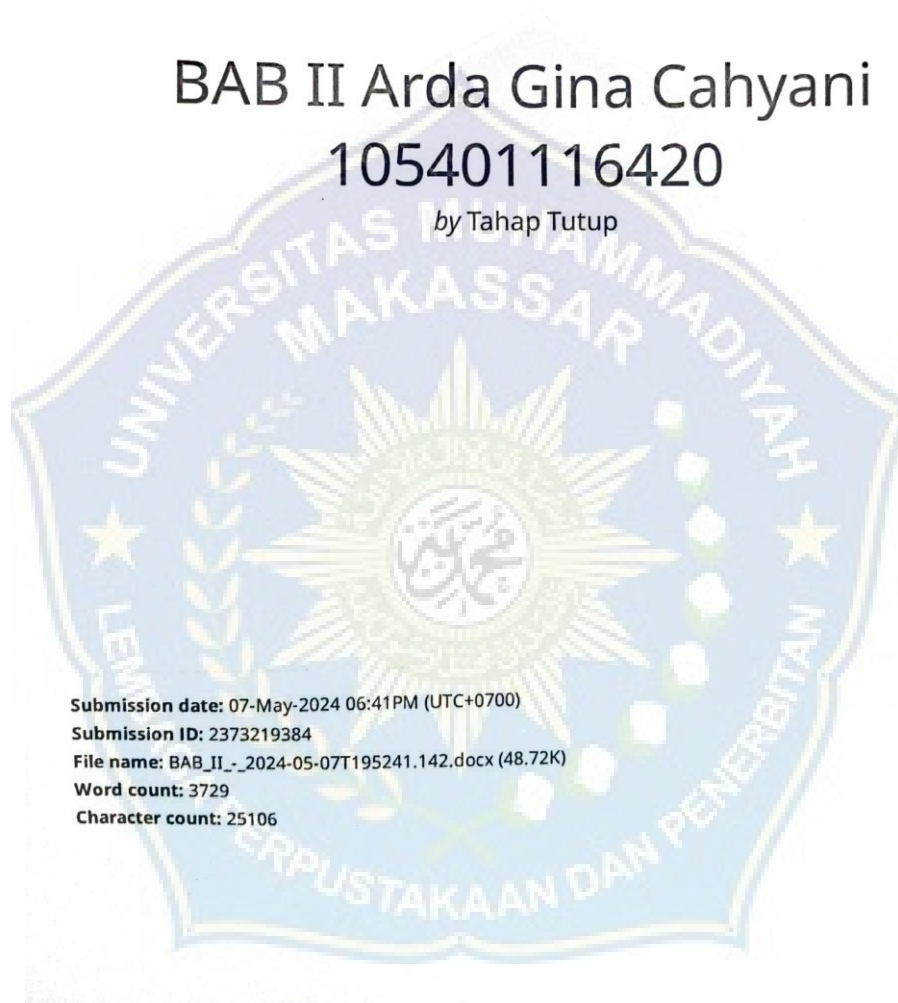 BAB II Arda Gina Cahyani
105401116420
by Tahap Tutup
UNIVERSITAS MUHAMMADIYAH
MAKASSAR
محمد
Submission date: 07-May-2024 06:41PM (UTC+0700)
Submission ID: 2373219384
File name: BAB_II_-_2024-05-07T195241.142.docx (48.72K)
Word count: 3729
Character count: 25106
PERPUSTAKAAN DAN PENERBITAN